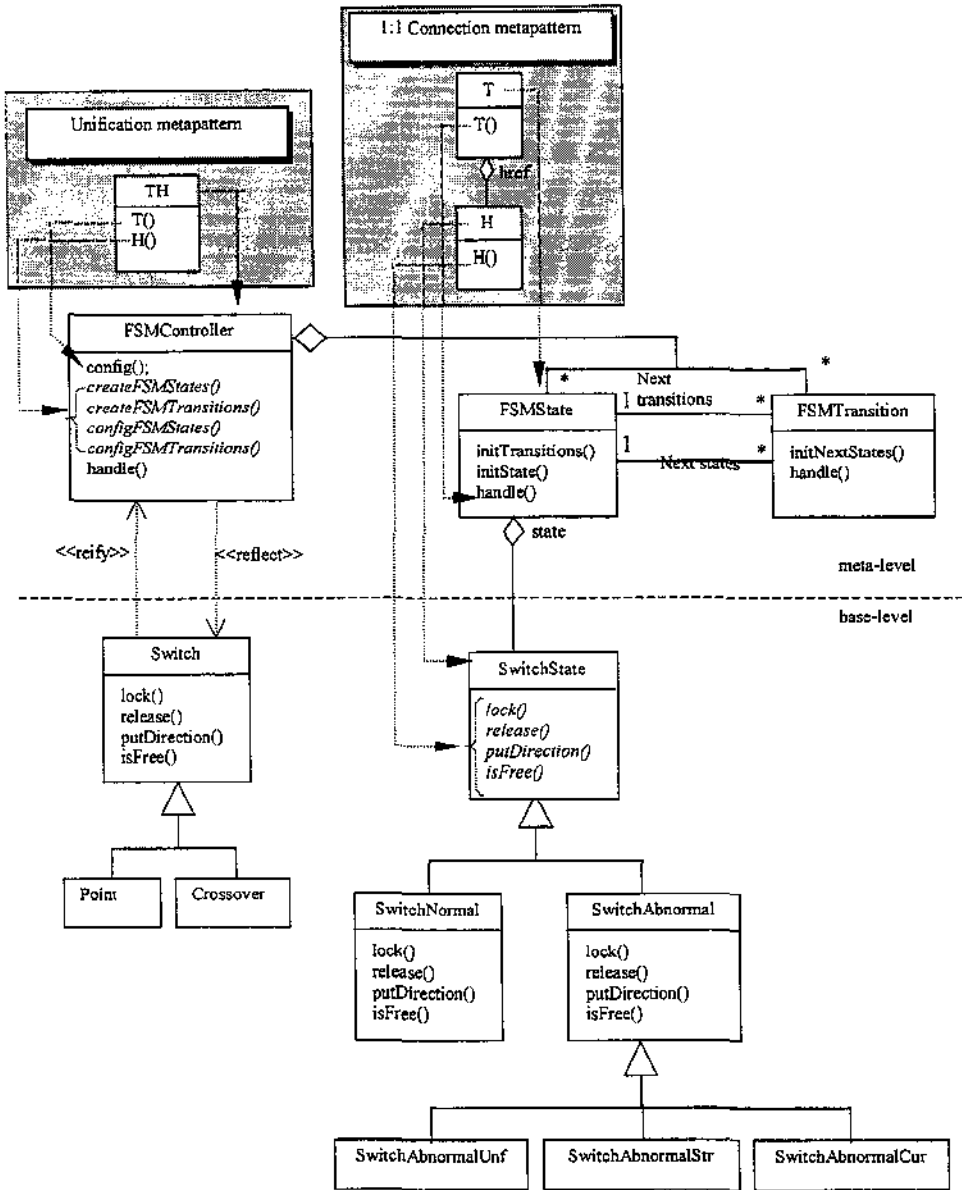 1:1 Connection metapattern
T
T()
href
H
H()
Unification metapattern
TH
T()
H()
FSMController
config();
createFSMStates()
createFSMTransitions()
configFSMStates()
configFSMTransitions()
handle()
*
*
Next
transitions
1
*
FSMState
initTransitions()
initState()
handle()
1
*
Next states
FSMTransition
initNextStates()
handle()
<<reify>>
<<reflect>>
state
meta-level
base-level
Switch
lock()
release()
putDirection()
isFree()
SwitchState
lock()
release()
putDirection()
isFree()
Point
Crossover
SwitchNormal
lock()
release()
putDirection()
isFree()
SwitchAbnormal
lock()
release()
putDirection()
isFree()
SwitchAbnormalUnf
SwitchAbnormalStr
SwitchAbnormalCur